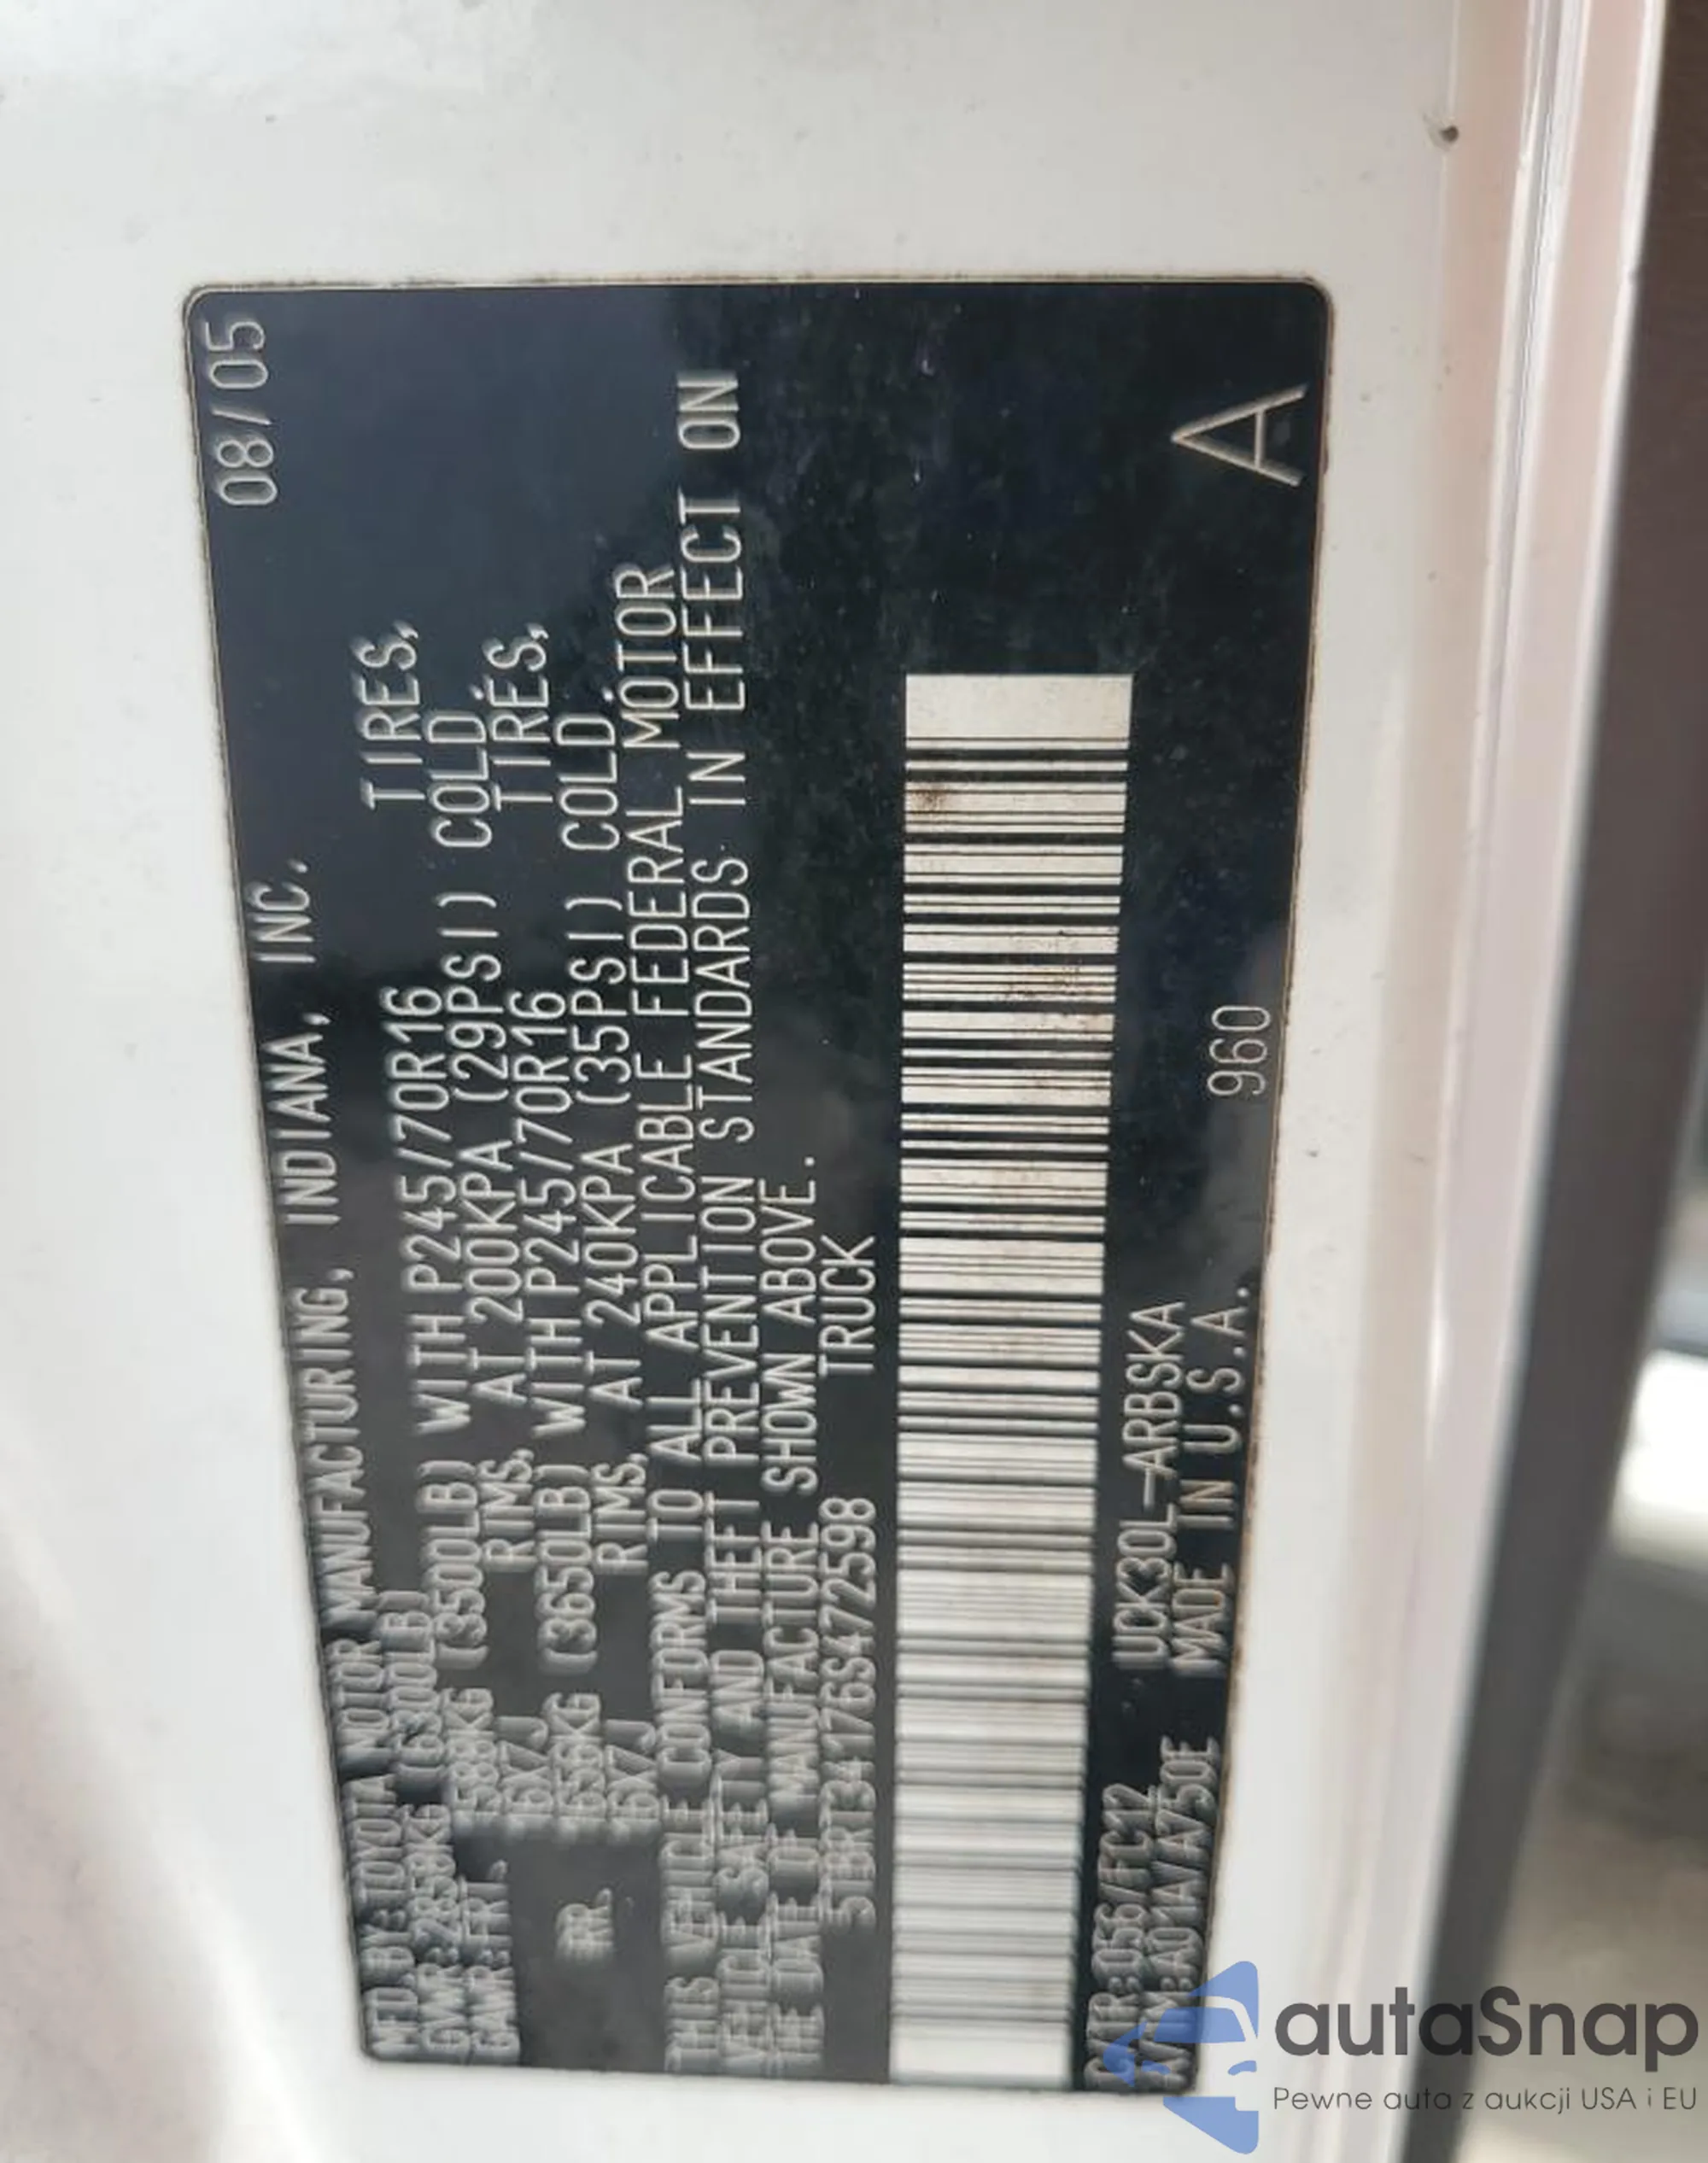 MFD.BY:TOYOTA MOTOR MANUFACTURING, INDIANA, INC. 08/05
GVWR:2858KG (6300LB)
GAWR:FRT. 1588KG (3500LB) WITH P245/70R16 TIRES,
16X7J RIMS, AT 200KPA (29PSI) COLD.
RR. 1656KG (3650LB) WITH P245/70R16 TIRES,
16X7J RIMS, AT 240KPA (35PSI) COLD.
THIS VEHICLE CONFORMS TO ALL APPLICABLE FEDERAL MOTOR
VEHICLE SAFETY AND THEFT PREVENTION STANDARDS IN EFFECT ON
THE DATE OF MANUFACTURE SHOWN ABOVE.
5TBRT34176S472598 TRUCK
C/TR:056/FC12 UCK30L-ARBSKA
A/TM:A01A/A750E MADE IN U.S.A. 960 A
autaSnap
Pewne auta z aukcji USA i EU